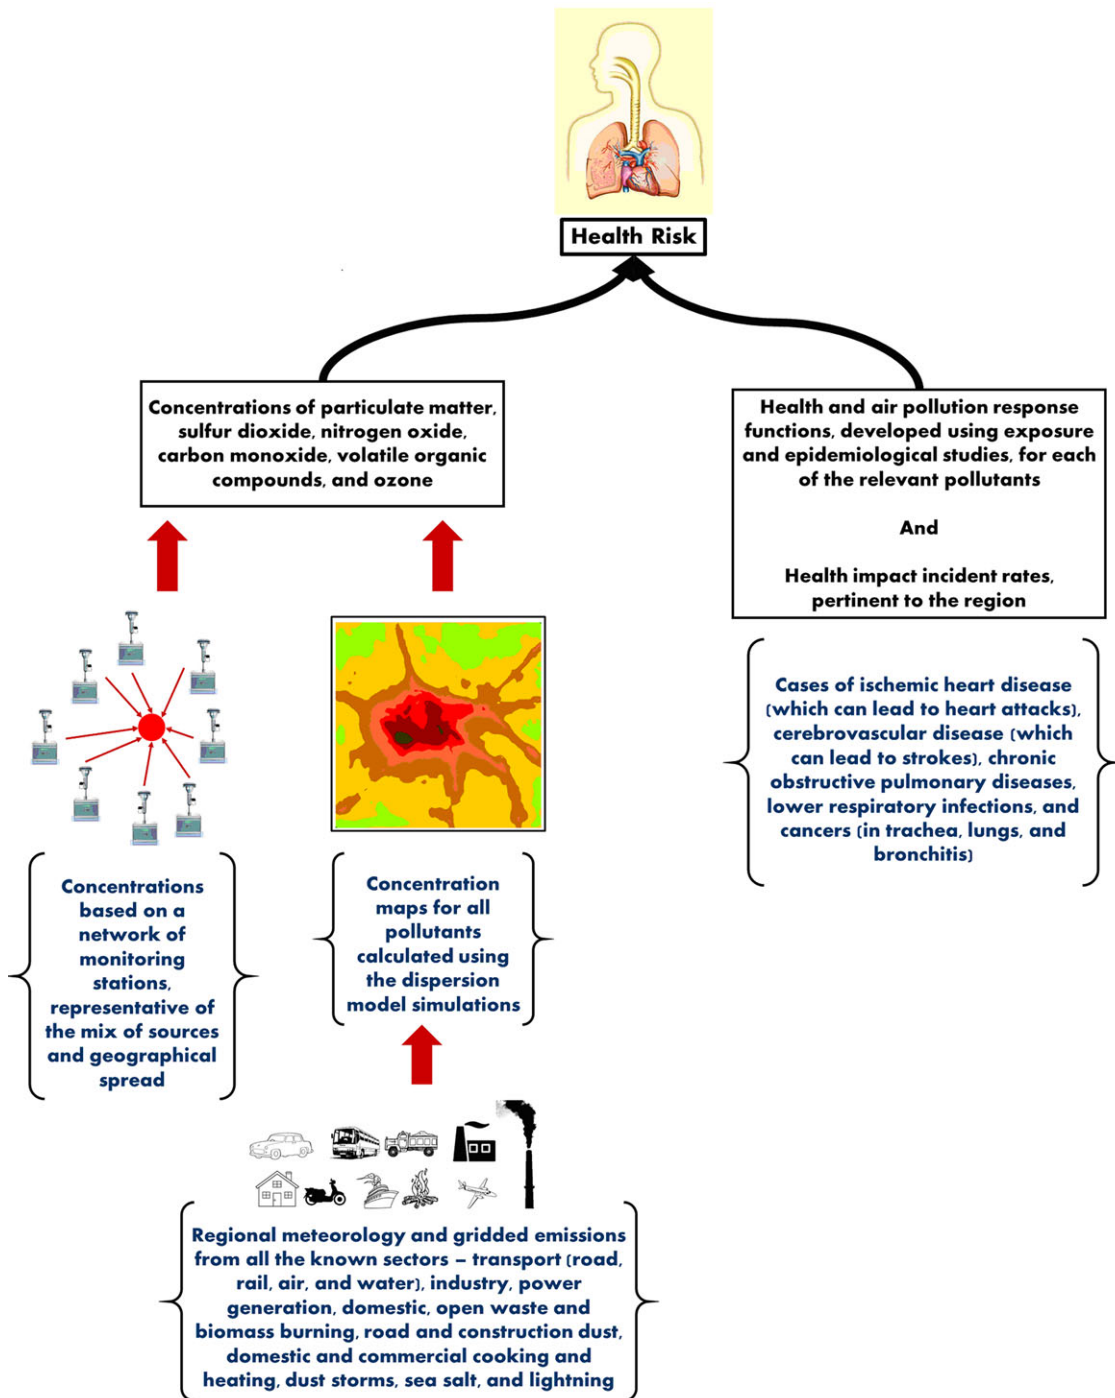 Health Risk
Concentrations of particulate matter,
sulfur dioxide, nitrogen oxide,
carbon monoxide, volatile organic
compounds, and ozone
Health and air pollution response
functions, developed using exposure
and epidemiological studies, for each
of the relevant pollutants
And
Health impact incident rates,
pertinent to the region
Cases of ischemic heart disease
(which can lead to heart attacks),
cerebrovascular disease (which
can lead to strokes), chronic
obstructive pulmonary diseases,
lower respiratory infections, and
cancers (in trachea, lungs, and
bronchitis)
Concentrations
based on a
network of
monitoring
stations,
representative of
the mix of sources
and geographical
spread
Concentration
maps for all
pollutants
calculated using
the dispersion
model simulations
Regional meteorology and gridded emissions
from all the known sectors – transport (road,
rail, air, and water), industry, power
generation, domestic, open waste and
biomass burning, road and construction dust,
domestic and commercial cooking and
heating, dust storms, sea salt, and lightning